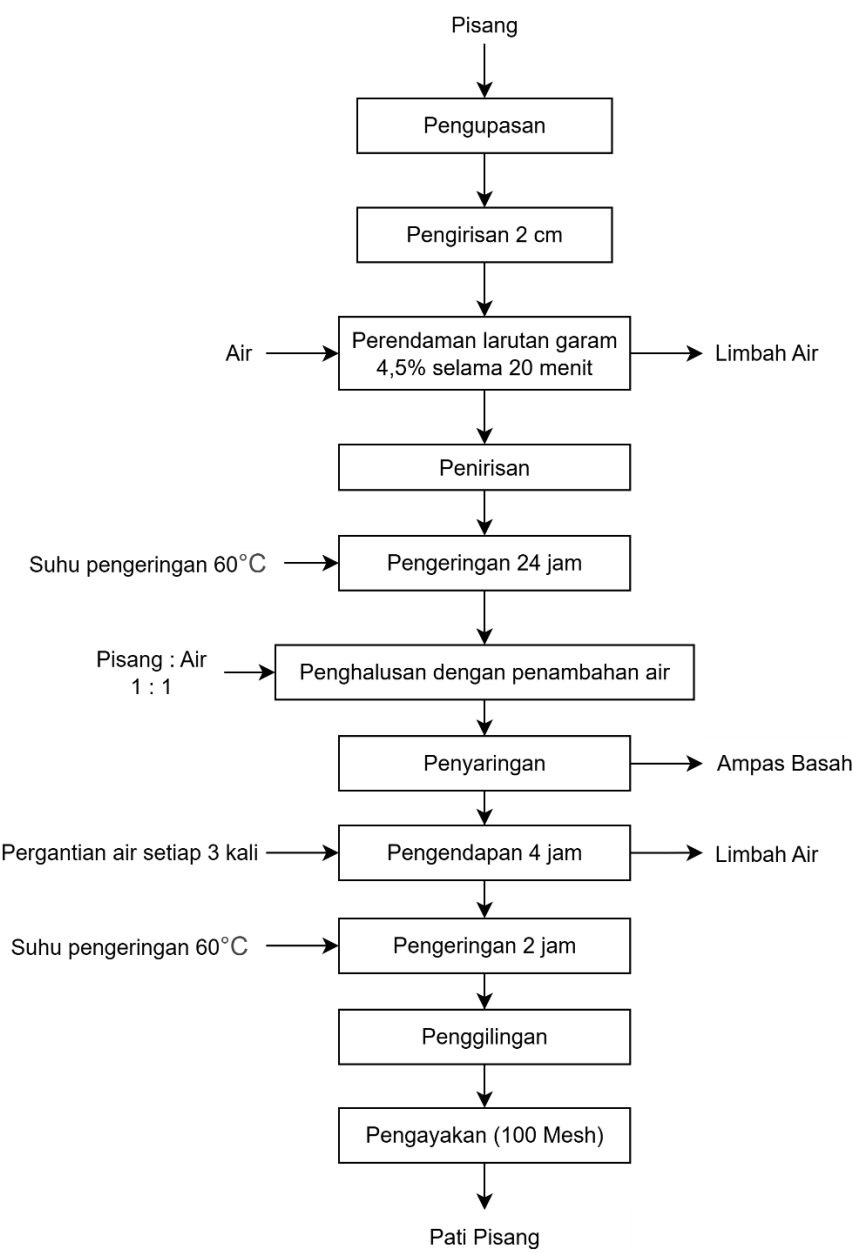 Pisang
Pengupasan
Pengirisan 2 cm
Air
Perendaman larutan garam
4,5% selama 20 menit
Limbah Air
Penirisan
Suhu pengeringan 60°C
Pengeringan 24 jam
Pisang : Air
1 : 1
Penghalusan dengan penambahan air
Penyaringan
Ampas Basah
Pergantian air setiap 3 kali
Pengendapan 4 jam
Limbah Air
Suhu pengeringan 60°C
Pengeringan 2 jam
Penggilingan
Pengayakan (100 Mesh)
Pati Pisang